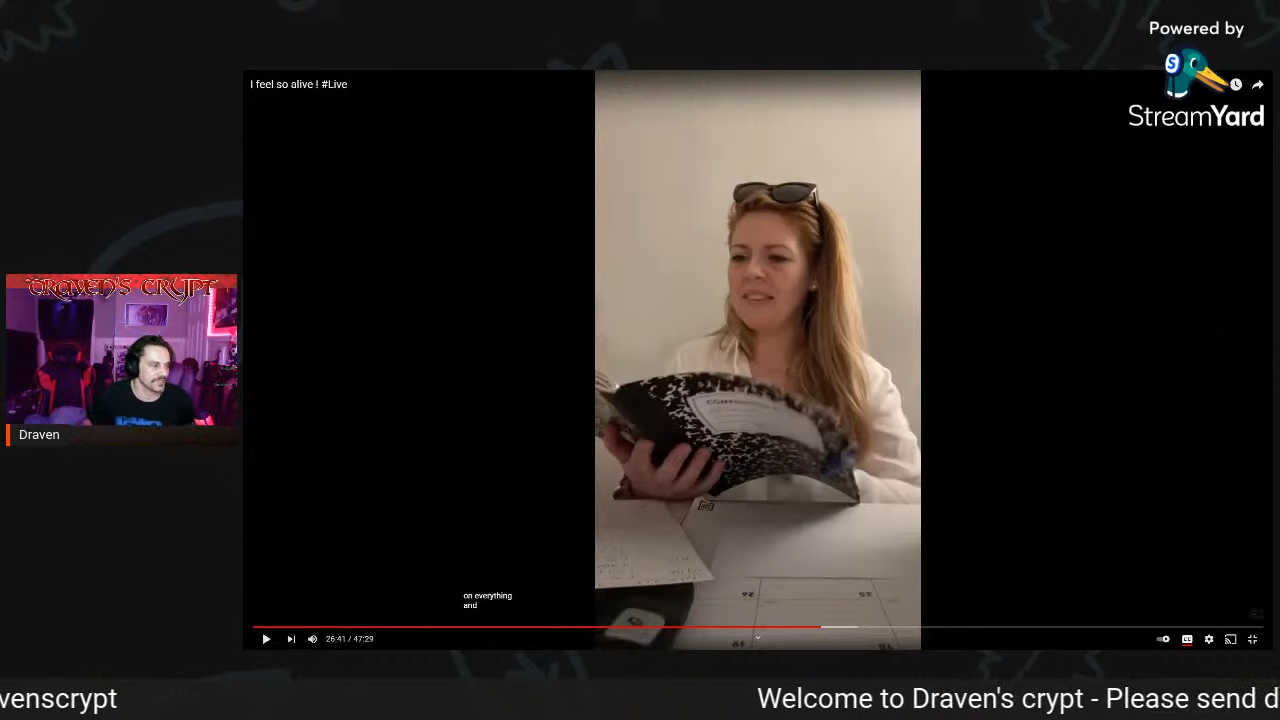 Powered by
S
StreamYard
I feel so alive ! #Live
DRAVEN'S CRYPT
Draven
on everything
and
26:41 / 47:29
venscrypt
Welcome to Draven's crypt - Please send d